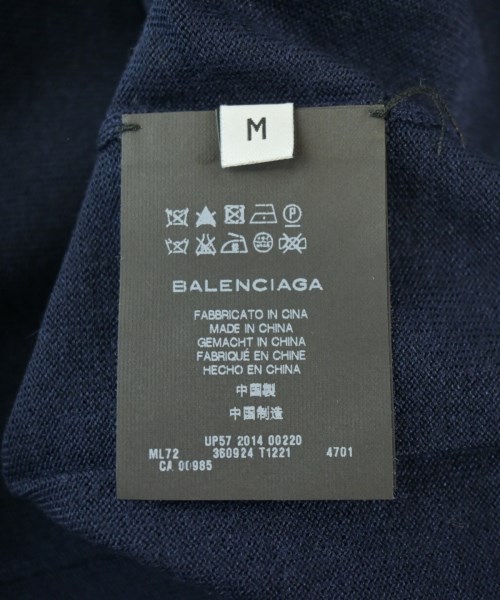 M
P
BALENCIAGA
FABBRICATO IN CINA
MADE IN CHINA
GEMACHT IN CHINA
FABRIQUÉ EN CHINE
HECHO EN CHINA
中国製
中国制造
UP57 2014 00220
ML72 360924 T1221 4701
CA 00985